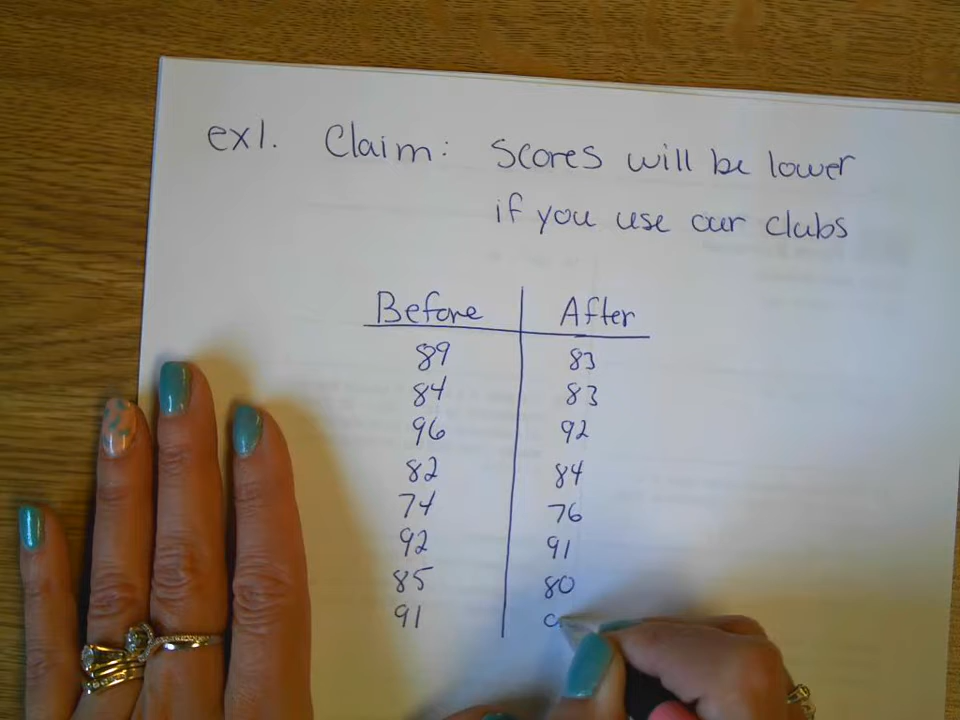 ex1. Claim: Scores will be lower
if you use our clubs
Before After
89 83
84 83
96 92
82 84
74 76
92 91
85 80
91